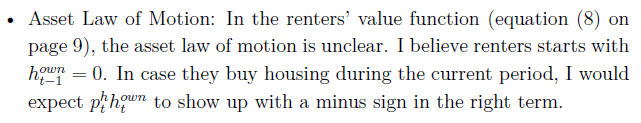 • Asset Law of Motion: In the renters' value function (equation (8) on
page 9), the asset law of motion is unclear. I believe renters starts with
h_{t−1}^{own} = 0. In case they buy housing during the current period, I would
expect p_t^h h_t^{own} to show up with a minus sign in the right term.